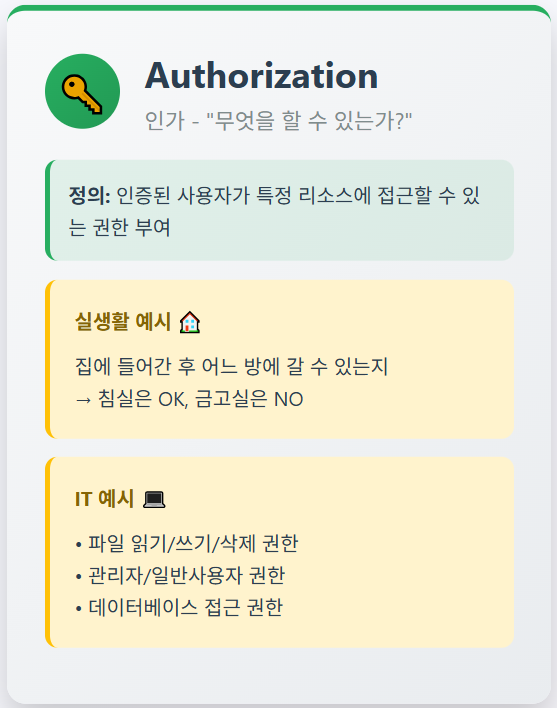 Authorization
인가 - "무엇을 할 수 있는가?"
정의: 인증된 사용자가 특정 리소스에 접근할 수 있
는 권한 부여
실생활 예시 🏠
집에 들어간 후 어느 방에 갈 수 있는지
→ 침실은 OK, 금고실은 NO
IT 예시 💻
• 파일 읽기/쓰기/삭제 권한
• 관리자/일반사용자 권한
• 데이터베이스 접근 권한